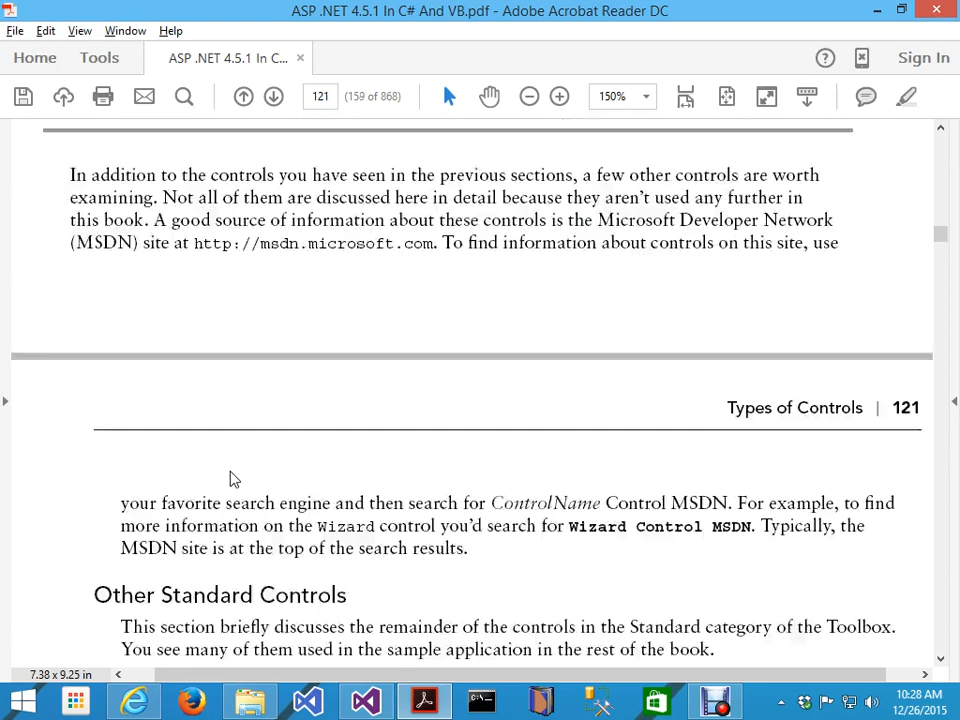 ASP .NET 4.5.1 In C# And VB.pdf - Adobe Acrobat Reader DC
File Edit View Window Help
Home Tools ASP .NET 4.5.1 In C... × Sign In
121 (159 of 868) 150%
In addition to the controls you have seen in the previous sections, a few other controls are worth
examining. Not all of them are discussed here in detail because they aren't used any further in
this book. A good source of information about these controls is the Microsoft Developer Network
(MSDN) site at http://msdn.microsoft.com. To find information about controls on this site, use
Types of Controls | 121
your favorite search engine and then search for ControlName Control MSDN. For example, to find
more information on the Wizard control you'd search for Wizard Control MSDN. Typically, the
MSDN site is at the top of the search results.
Other Standard Controls
This section briefly discusses the remainder of the controls in the Standard category of the Toolbox.
You see many of them used in the sample application in the rest of the book.
7.38 x 9.25 in
10:28 AM
12/26/2015